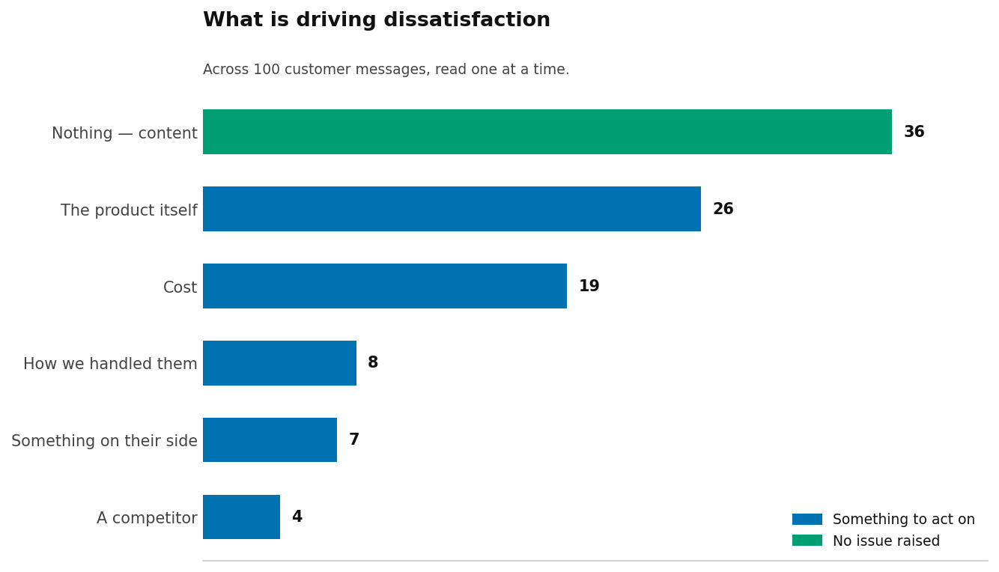 What is driving dissatisfaction
Across 100 customer messages, read one at a time.
Nothing — content 36
The product itself 26
Cost 19
How we handled them 8
Something on their side 7
A competitor 4
Something to act on
No issue raised